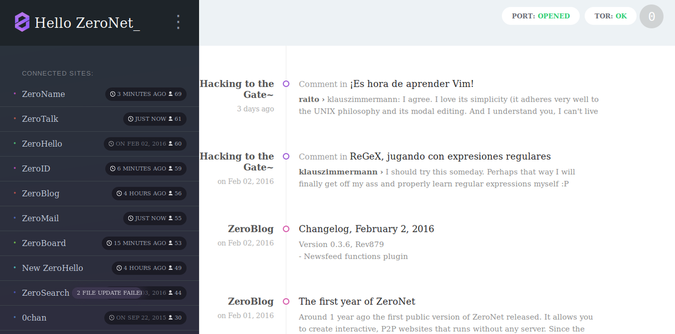 Hello ZeroNet_
⋮
PORT: OPENED
TOR: OK
0
CONNECTED SITES:
ZeroName 3 MINUTES AGO 69
ZeroTalk JUST NOW 61
ZeroHello ON FEB 02, 2016 60
ZeroID 6 MINUTES AGO 59
ZeroBlog 4 HOURS AGO 56
ZeroMail JUST NOW 55
ZeroBoard 15 MINUTES AGO 53
New ZeroHello 4 HOURS AGO 49
ZeroSearch 2 FILE UPDATE FAILED 2016 44
0chan ON SEP 22, 2015 30
Hacking to the
Gate~
3 days ago
Comment in ¡Es hora de aprender Vim!
raito › klauszimmermann: I agree. I love its simplicity (it adheres very well to
the UNIX philosophy and its modal editing. And I understand you, I can't live
Hacking to the
Gate~
on Feb 02, 2016
Comment in ReGeX, jugando con expresiones regulares
klauszimmermann › I should try this someday. Perhaps that way I will
finally get off my ass and properly learn regular expressions myself :P
ZeroBlog
on Feb 02, 2016
Changelog, February 2, 2016
Version 0.3.6, Rev879
- Newsfeed functions plugin
ZeroBlog
on Feb 01, 2016
The first year of ZeroNet
Around 1 year ago the first public version of ZeroNet released. It allows you
to create interactive, P2P websites that runs without any server. Since the